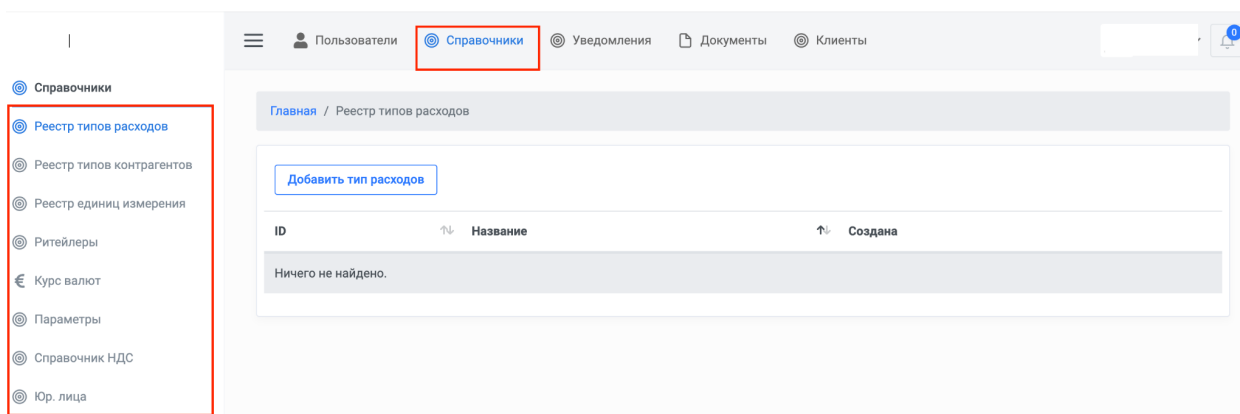 Пользователи Справочники Уведомления Документы Клиенты 0
Справочники
Реестр типов расходов
Реестр типов контрагентов
Реестр единиц измерения
Ритейлеры
€ Курс валют
Параметры
Справочник НДС
Юр. лица
Главная / Реестр типов расходов
Добавить тип расходов
ID Название Создана
Ничего не найдено.